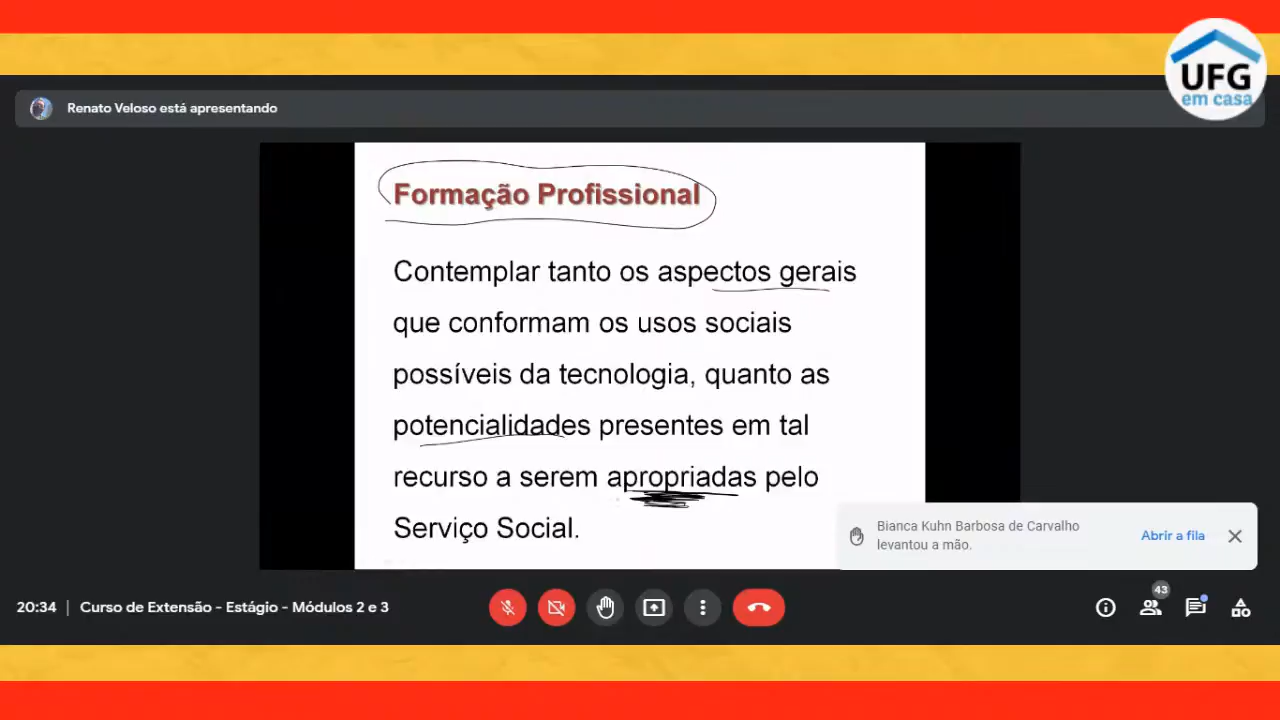 UFG
em casa
Renato Veloso está apresentando
Formação Profissional
Contemplar tanto os aspectos gerais
que conformam os usos sociais
possíveis da tecnologia, quanto as
potencialidades presentes em tal
recurso a serem apropriadas pelo
Serviço Social.
Bianca Kuhn Barbosa de Carvalho
levantou a mão.
Abrir a fila
20:34 | Curso de Extensão - Estágio - Módulos 2 e 3
43